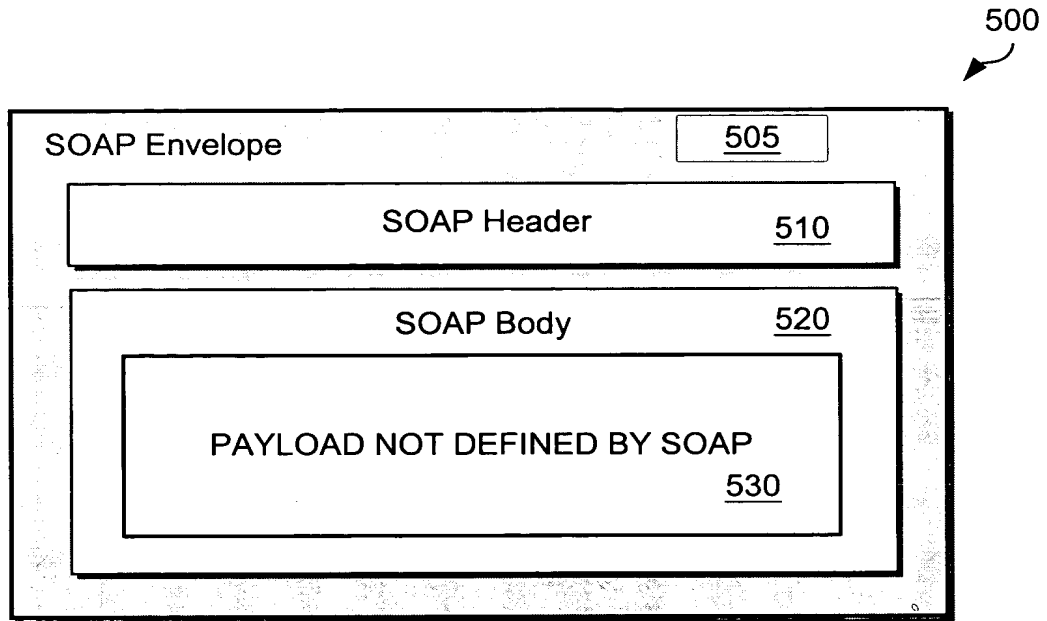 500
SOAP Envelope 505
SOAP Header 510
SOAP Body 520
PAYLOAD NOT DEFINED BY SOAP
530